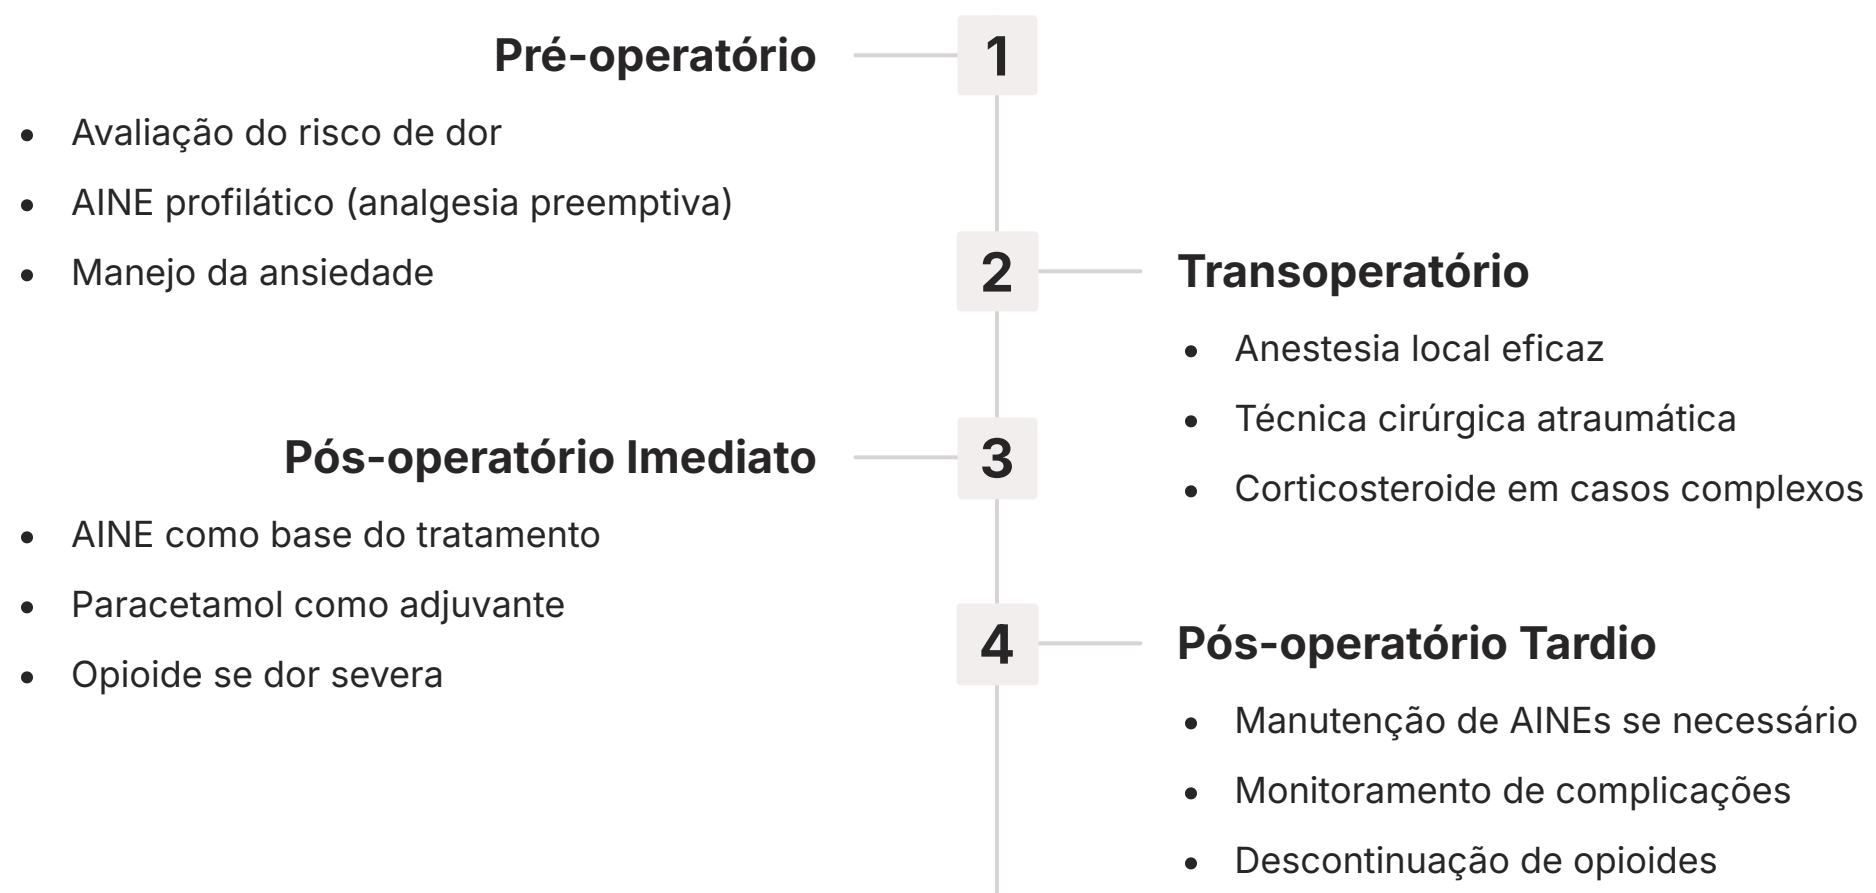 Pré-operatório
1
• Avaliação do risco de dor
• AINE profilático (analgesia preemptiva)
• Manejo da ansiedade
2
Transoperatório
• Anestesia local eficaz
• Técnica cirúrgica atraumática
• Corticosteroide em casos complexos
Pós-operatório Imediato
3
• AINE como base do tratamento
• Paracetamol como adjuvante
• Opioide se dor severa
4
Pós-operatório Tardio
• Manutenção de AINEs se necessário
• Monitoramento de complicações
• Descontinuação de opioides